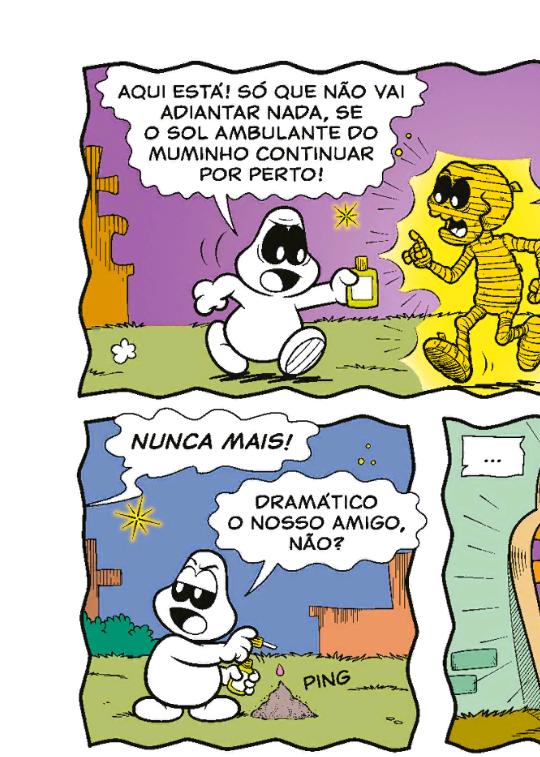 AQUI ESTÁ! SÓ QUE NÃO VAI
ADIANTAR NADA, SE
O SOL AMBULANTE DO
MUMINHO CONTINUAR
POR PERTO!
NUNCA MAIS!
DRAMÁTICO
O NOSSO AMIGO,
NÃO?
PING
...